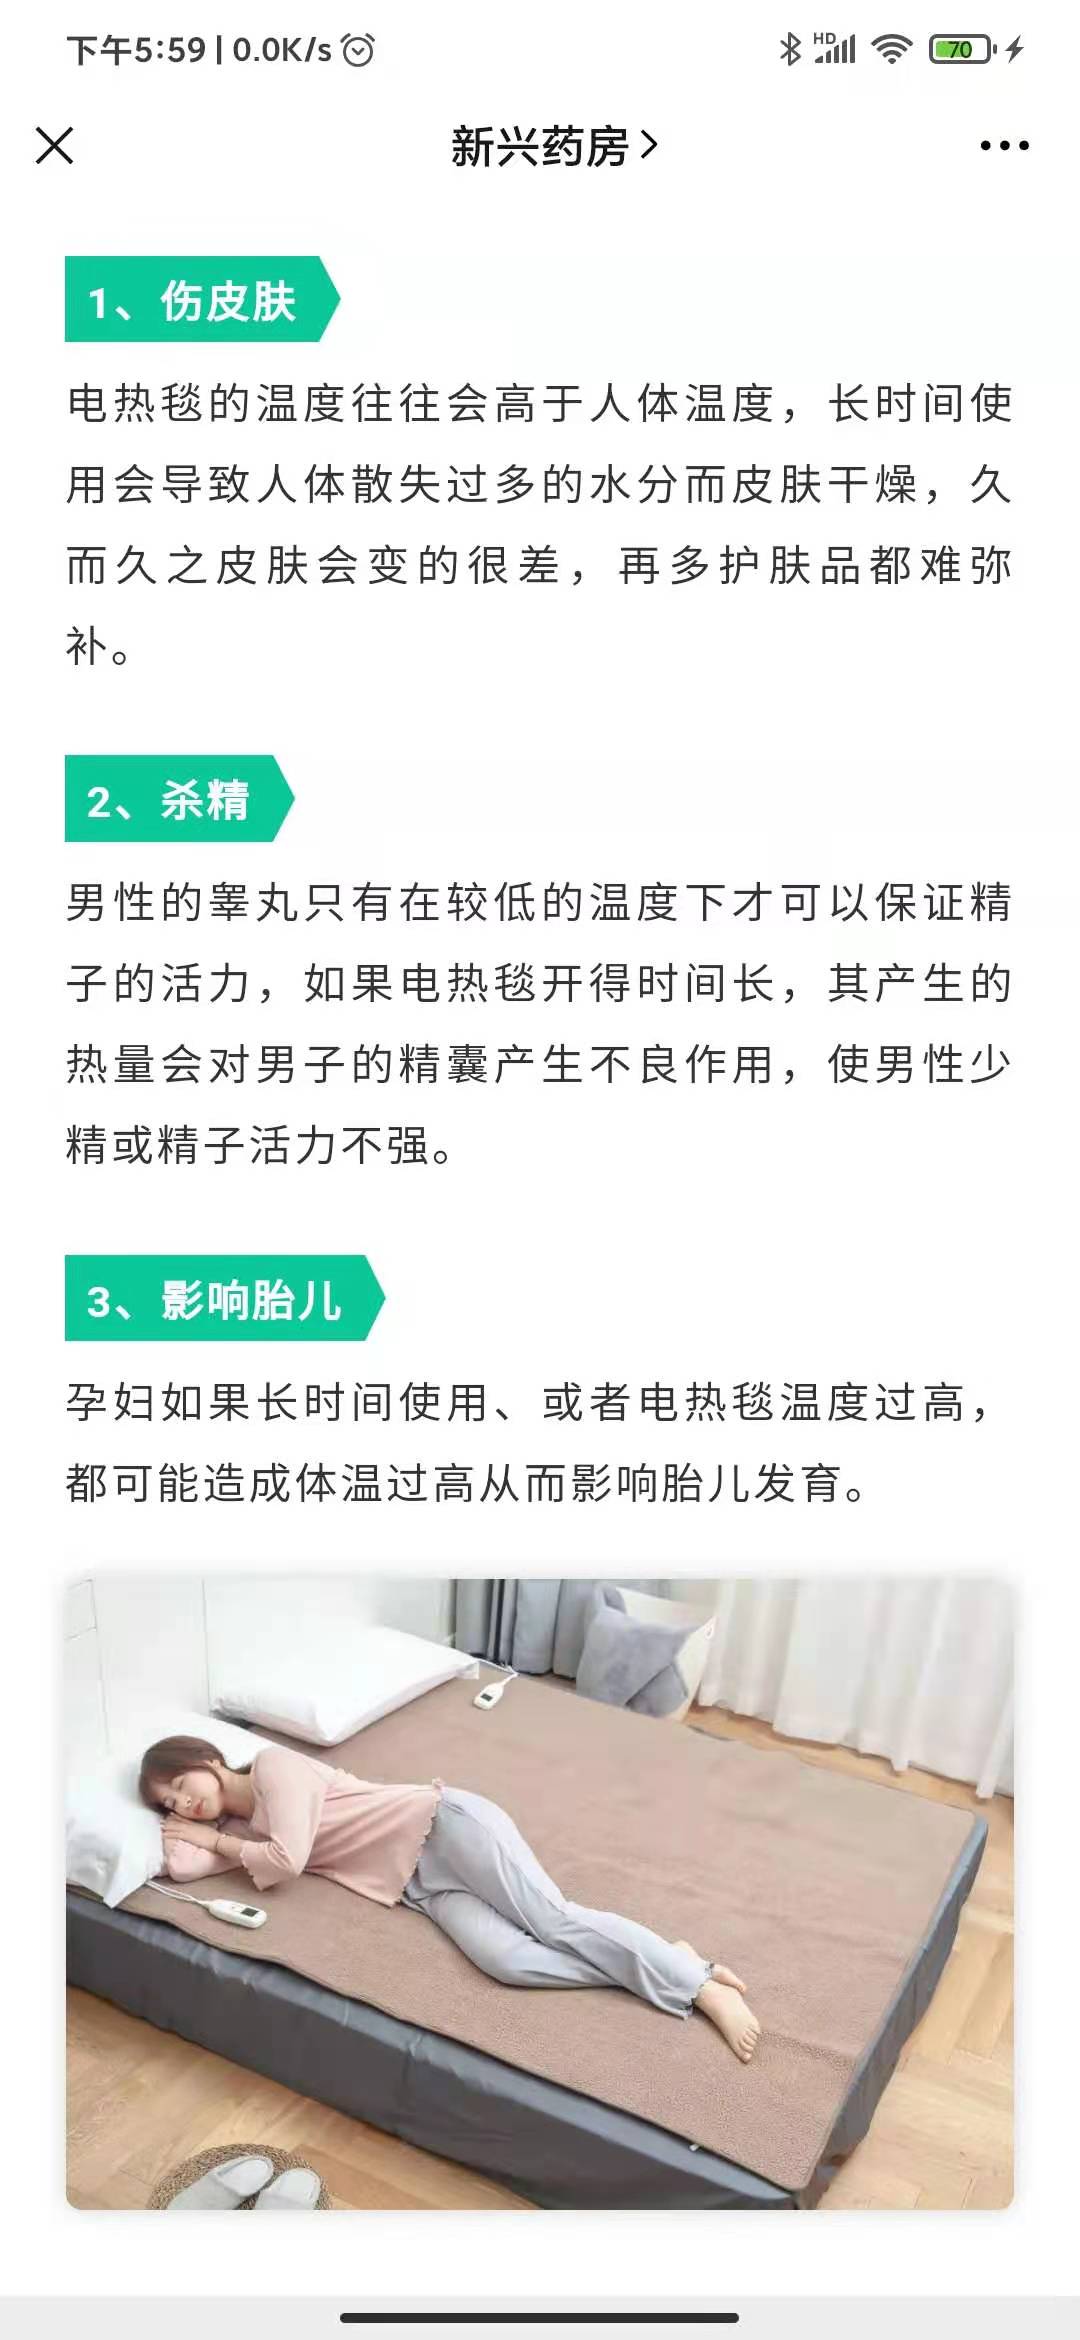 下午5:59 | 0.0K/s
HD
70
新兴药房
1、伤皮肤
电热毯的温度往往会高于人体温度，长时间使
用会导致人体散失过多的水分而皮肤干燥，久
而久之皮肤会变的很差，再多护肤品都难弥
补。
2、杀精
男性的睾丸只有在较低的温度下才可以保证精
子的活力，如果电热毯开得时间长，其产生的
热量会对男子的精囊产生不良作用，使男性少
精或精子活力不强。
3、影响胎儿
孕妇如果长时间使用、或者电热毯温度过高，
都可能造成体温过高从而影响胎儿发育。